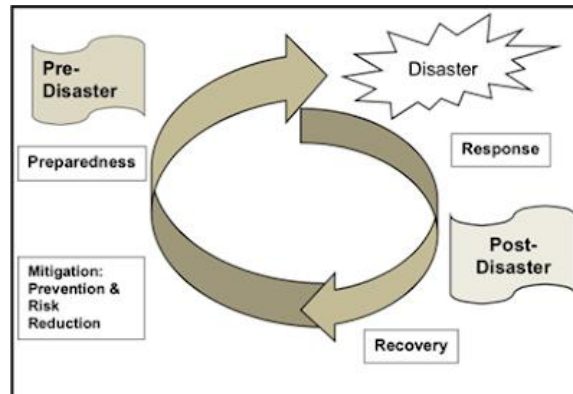 Pre-
Disaster
Disaster
Preparedness
Response
Mitigation:
Prevention &
Risk
Reduction
Post-
Disaster
Recovery